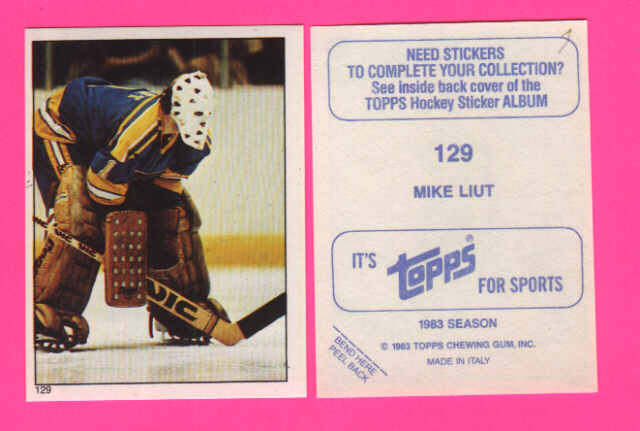 129
VIC
NEED STICKERS
TO COMPLETE YOUR COLLECTION?
See inside back cover of the
TOPPS Hockey Sticker ALBUM
129
MIKE LIUT
IT'S topps® FOR SPORTS
1983 SEASON
© 1983 TOPPS CHEWING GUM, INC.
MADE IN ITALY
BEND HERE
PEEL BACK